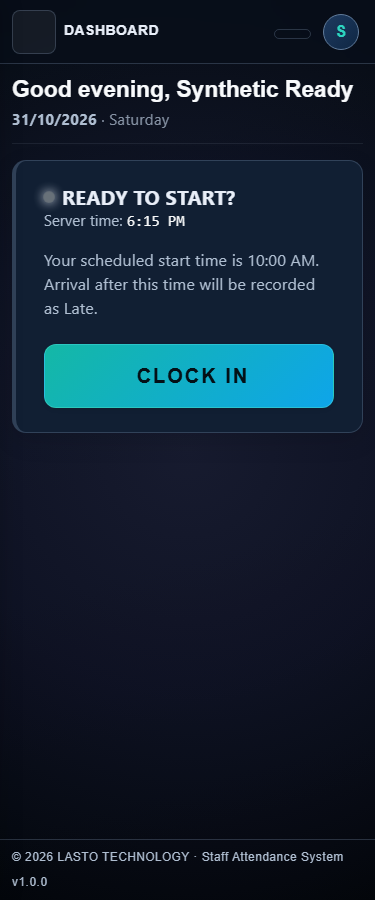 DASHBOARD
S
Good evening, Synthetic Ready
31/10/2026 · Saturday
READY TO START?
Server time: 6:15 PM
Your scheduled start time is 10:00 AM.
Arrival after this time will be recorded
as Late.
CLOCK IN
© 2026 LASTO TECHNOLOGY · Staff Attendance System
v1.0.0